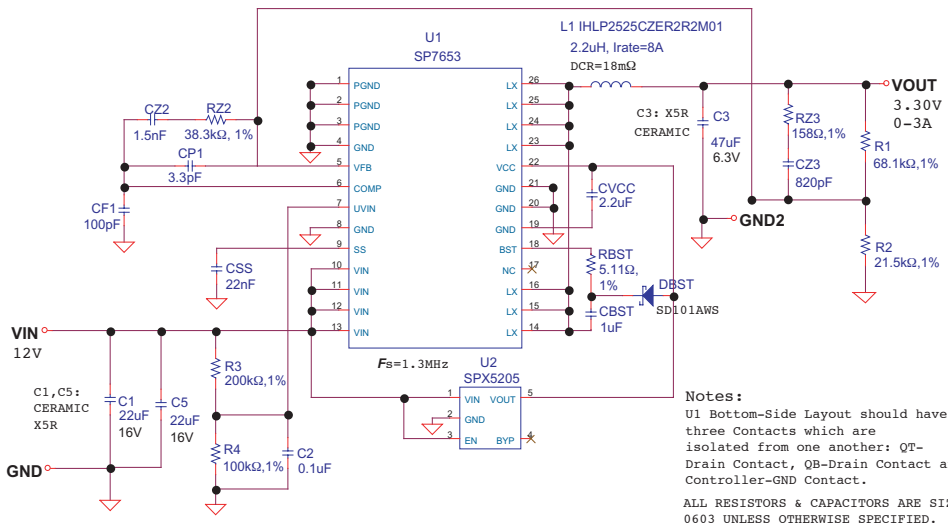 L1 IHLP2525CZER2R2M01
2.2uH, Irate=8A
DCR=18mΩ
U1
SP7653
1 PGND
2 PGND
3 PGND
4 GND
5 VFB
6 COMP
7 UVIN
8 GND
9 SS
10 VIN
11 VIN
12 VIN
13 VIN
LX 26
LX 25
LX 24
LX 23
VCC 22
GND 21
GND 20
GND 19
BST 18
NC 17
LX 16
LX 15
LX 14
CZ2
1.5nF
RZ2
38.3kΩ, 1%
CP1
3.3pF
CF1
100pF
CSS
22nF
CVCC
2.2uF
RBST
5.11Ω,
1%
DBST
SD101AWS
CBST
1uF
C3: X5R
CERAMIC
C3
47uF
6.3V
RZ3
158Ω,1%
CZ3
820pF
R1
68.1kΩ,1%
R2
21.5kΩ,1%
VOUT
3.30V
0-3A
GND2
VIN
12V
C1,C5:
CERAMIC
X5R
C1
22uF
16V
C5
22uF
16V
R3
200kΩ,1%
R4
100kΩ,1%
C2
0.1uF
GND
Fs=1.3MHz
U2
SPX5205
1 VIN
2 GND
3 EN
VOUT 5
BYP 4
Notes:
U1 Bottom-Side Layout should have
three Contacts which are
isolated from one another: QT-
Drain Contact, QB-Drain Contact a
Controller-GND Contact.
ALL RESISTORS & CAPACITORS ARE SIZ
0603 UNLESS OTHERWISE SPECIFIED.